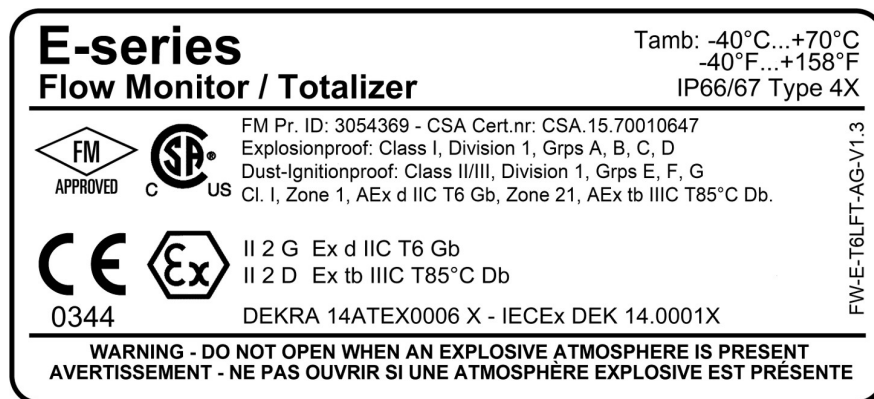 E-series
Flow Monitor / Totalizer
Tamb: -40°C...+70°C
-40°F...+158°F
IP66/67 Type 4X
FM
APPROVED
SA
C US
®
FM Pr. ID: 3054369 - CSA Cert.nr: CSA.15.70010647
Explosionproof: Class I, Division 1, Grps A, B, C, D
Dust-Ignitionproof: Class II/III, Division 1, Grps E, F, G
Cl. I, Zone 1, AEx d IIC T6 Gb, Zone 21, AEx tb IIIC T85°C Db.
FW-E-T6LFT-AG-V1.3
CE
0344
Ex
II 2 G Ex d IIC T6 Gb
II 2 D Ex tb IIIC T85°C Db
DEKRA 14ATEX0006 X - IECEx DEK 14.0001X
WARNING - DO NOT OPEN WHEN AN EXPLOSIVE ATMOSPHERE IS PRESENT
AVERTISSEMENT - NE PAS OUVRIR SI UNE ATMOSPHÈRE EXPLOSIVE EST PRÉSENTE